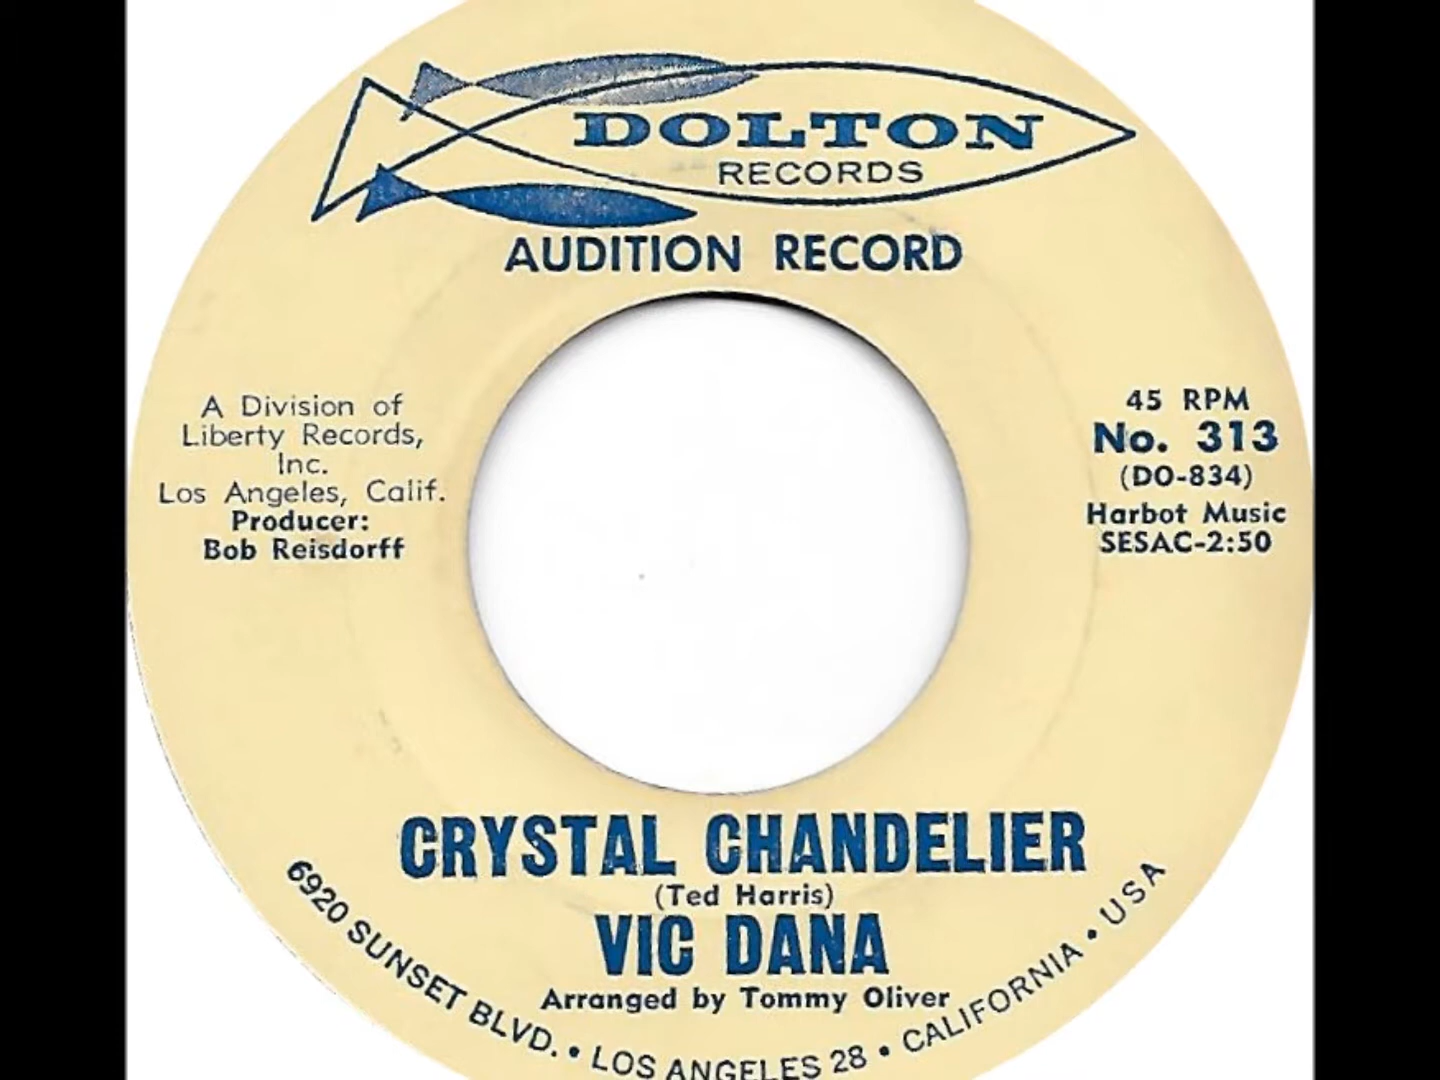 DOLTON
RECORDS
AUDITION RECORD
A Division of
Liberty Records,
Inc.
Los Angeles, Calif.
Producer:
Bob Reisdorff
45 RPM
No. 313
(DO-834)
Harbot Music
SESAC-2:50
CRYSTAL CHANDELIER
(Ted Harris)
VIC DANA
Arranged by Tommy Oliver
6920 SUNSET BLVD. • LOS ANGELES 28 • CALIFORNIA • USA